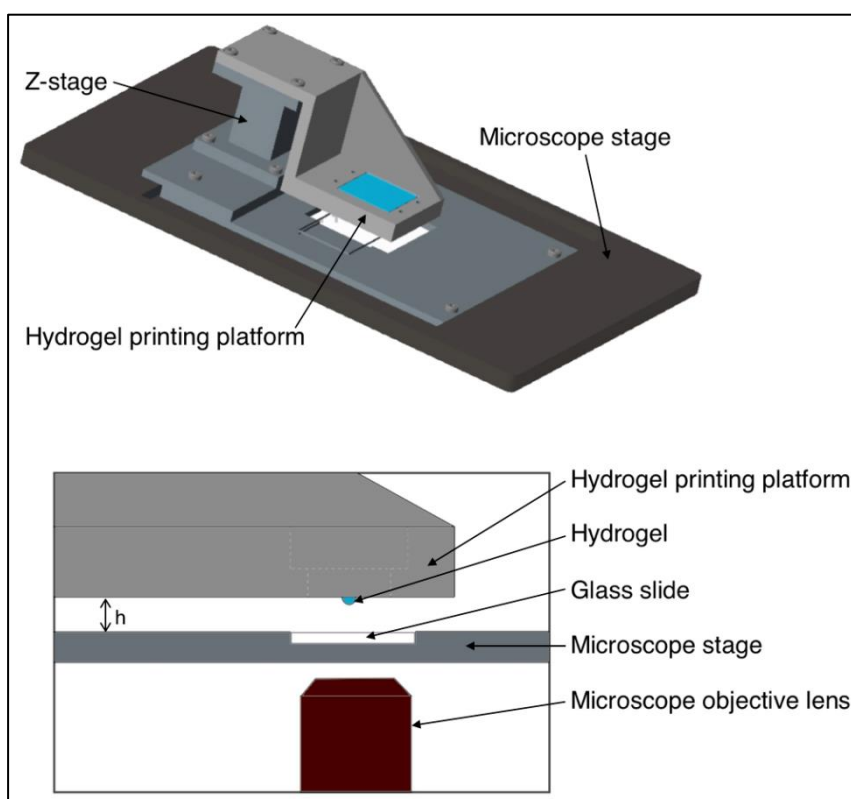 Z-stage
Microscope stage
Hydrogel printing platform
Hydrogel printing platform
Hydrogel
Glass slide
h
Microscope stage
Microscope objective lens